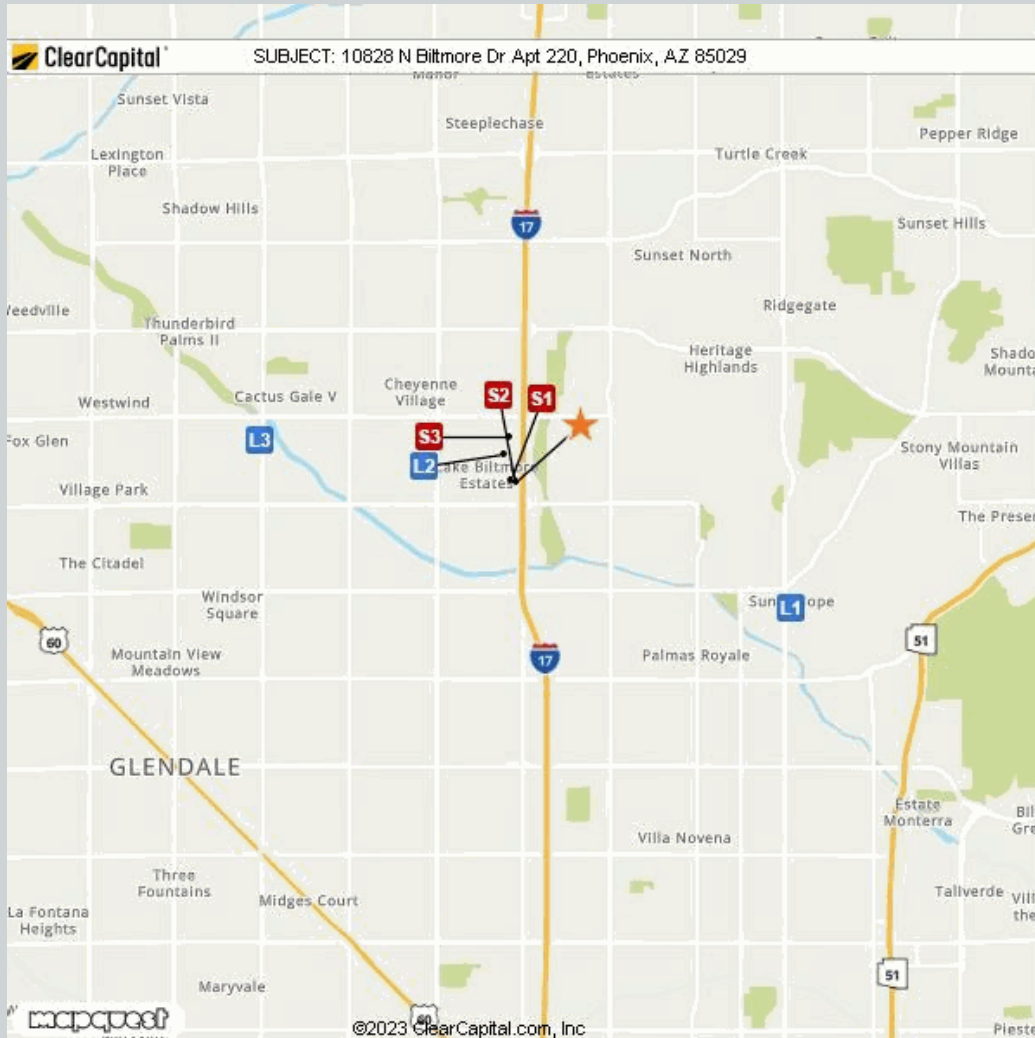 ClearCapital®
SUBJECT: 10828 N Biltmore Dr Apt 220, Phoenix, AZ 85029
Manor
Estates
Sunset Vista
Steeplechase
Pepper Ridge
Lexington
Place
Turtle Creek
Shadow Hills
17
Sunset Hills
Sunset North
Ridgegate
Thunderbird
Palms II
Heritage
Highlands
Cheyenne
Village
S2
S1
Westwind
Cactus Gale V
S3
L3
Fox Glen
Stony Mountain
Villas
L2
Lake Biltmore
Estates
Village Park
The Citadel
Windsor
Square
L1
60
51
Mountain View
Meadows
17
Palmas Royale
GLENDALE
Estate
Monterra
Villa Novena
Three
Fountains
Midges Court
Tallverde
La Fontana
Heights
51
Maryvale
60
mapquest
©2023 ClearCapital.com, Inc